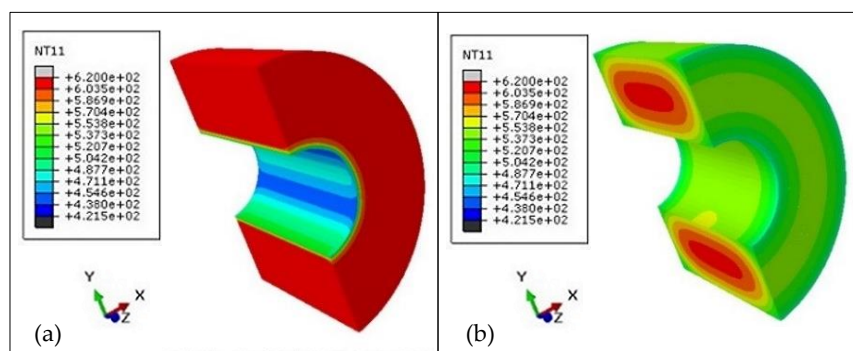 NT11
+6.200e+02
+6.035e+02
+5.869e+02
+5.704e+02
+5.538e+02
+5.373e+02
+5.207e+02
+5.042e+02
+4.877e+02
+4.711e+02
+4.546e+02
+4.380e+02
+4.215e+02
Y
X
Z
(a)
NT11
+6.200e+02
+6.035e+02
+5.869e+02
+5.704e+02
+5.538e+02
+5.373e+02
+5.207e+02
+5.042e+02
+4.877e+02
+4.711e+02
+4.546e+02
+4.380e+02
+4.215e+02
Y
X
Z
(b)